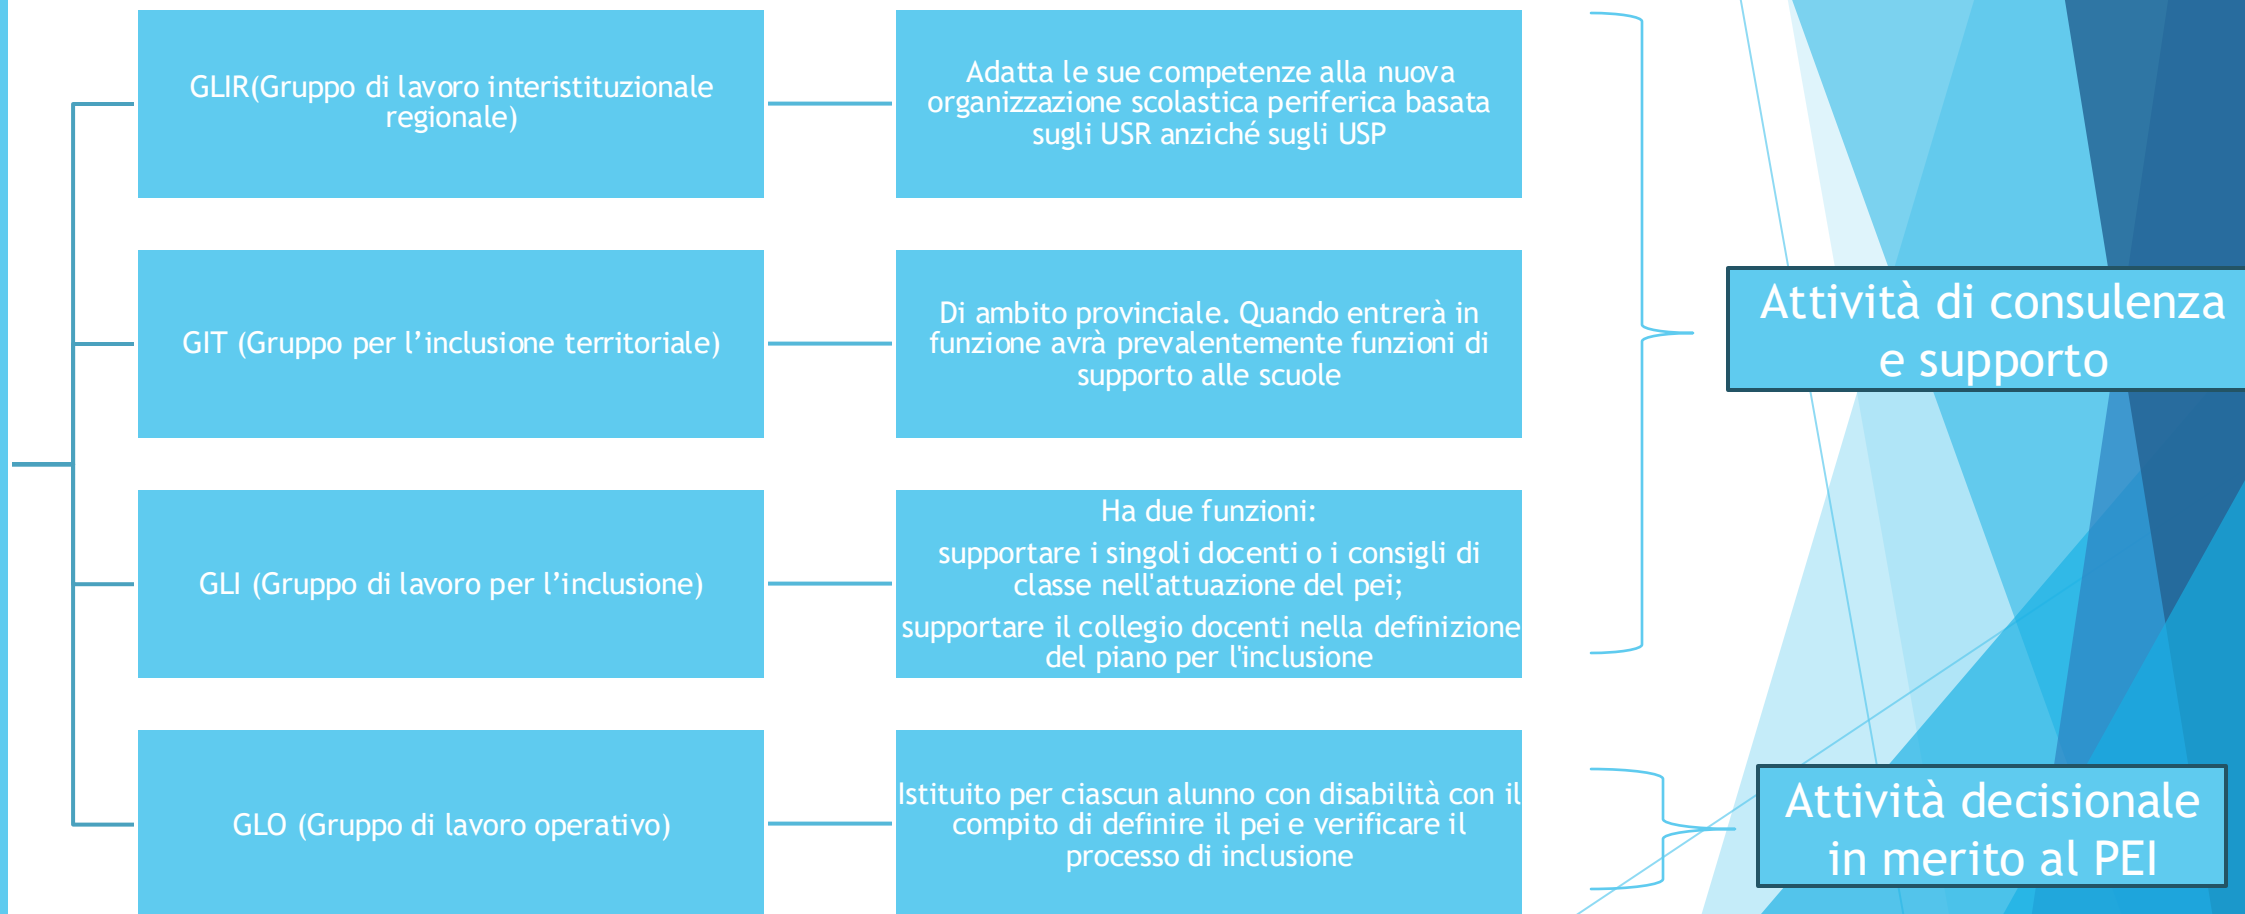 GLIR(Gruppo di lavoro interistituzionale
regionale)
Adatta le sue competenze alla nuova
organizzazione scolastica periferica basata
sugli USR anziché sugli USP
GIT (Gruppo per l’inclusione territoriale)
Di ambito provinciale. Quando entrerà in
funzione avrà prevalentemente funzioni di
supporto alle scuole
Attività di consulenza
e supporto
GLI (Gruppo di lavoro per l’inclusione)
Ha due funzioni:
supportare i singoli docenti o i consigli di
classe nell'attuazione del pei;
supportare il collegio docenti nella definizione
del piano per l'inclusione
GLO (Gruppo di lavoro operativo)
Istituito per ciascun alunno con disabilità con il
compito di definire il pei e verificare il
processo di inclusione
Attività decisionale
in merito al PEI